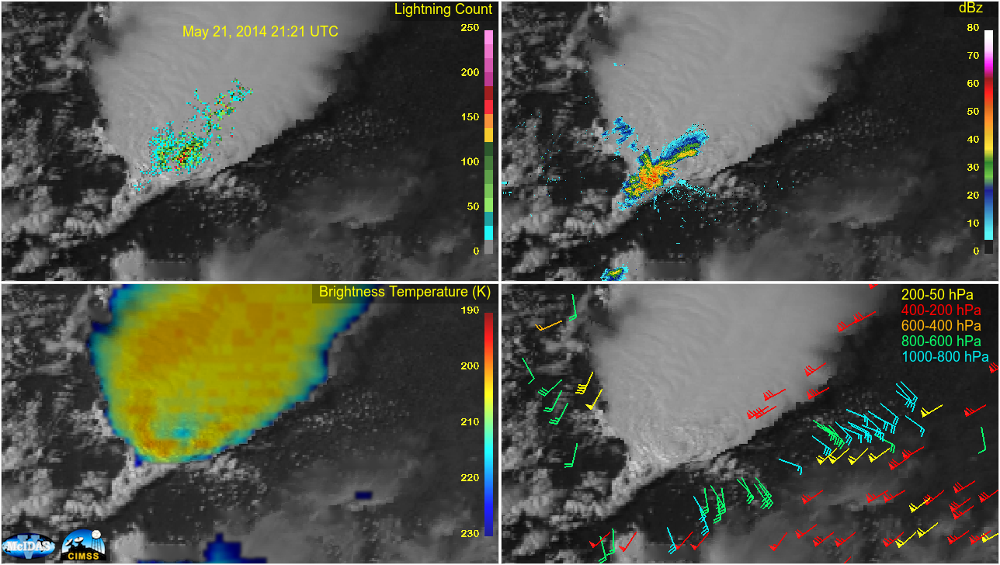 Lightning Count
May 21, 2014 21:21 UTC
250
200
150
100
50
0
dBz
80
70
60
50
40
30
20
10
0
Brightness Temperature (K)
190
200
210
220
230
McIDAS
CIMSS
200-50 hPa
400-200 hPa
600-400 hPa
800-600 hPa
1000-800 hPa